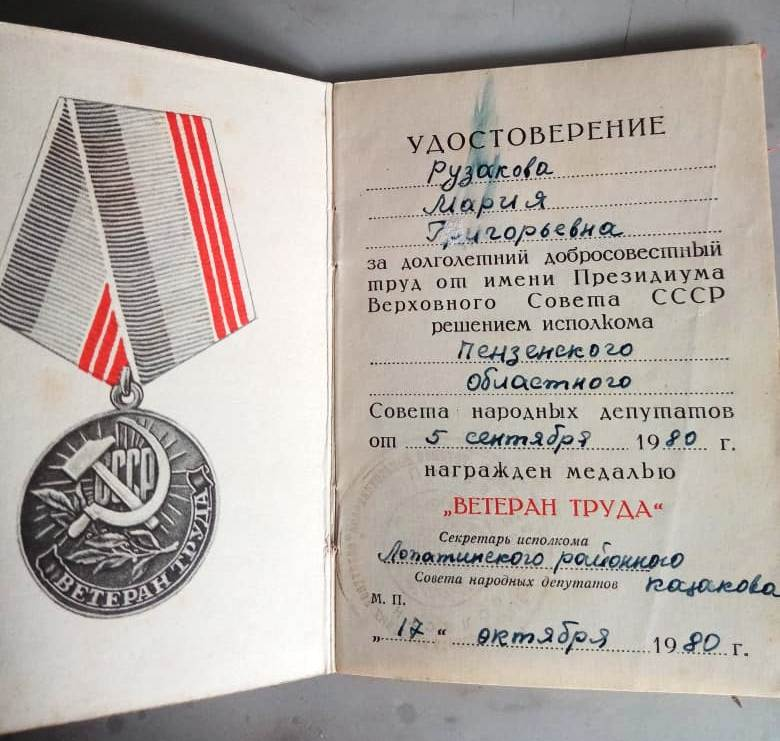 СССР
ВЕТЕРАН ТРУДА
УДОСТОВЕРЕНИЕ
Рузакова
Мария
Григорьевна
за долголетний добросовестный
труд от имени Президиума
Верховного Совета СССР
решением исполкома
Пензенского
областного
Совета народных депутатов
от 5 сентября 1980 г.
награжден медалью
„ВЕТЕРАН ТРУДА“
Секретарь исполкома
Лопатинского районного
Совета народных депутатов Казакова
М. П.
„17“ октября 1980 г.